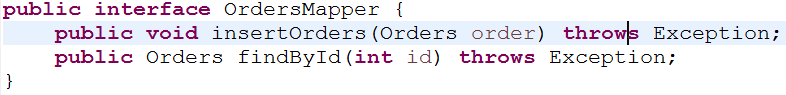 public interface OrdersMapper {
    public void insertOrders(Orders order) throws Exception;
    public Orders findById(int id) throws Exception;
}